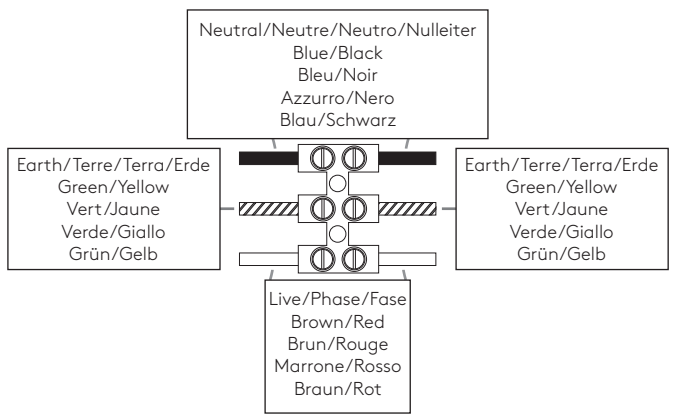 Neutral/Neutre/Neutro/Nulleiter
Blue/Black
Bleu/Noir
Azzurro/Nero
Blau/Schwarz
Earth/Terre/Terra/Erde
Green/Yellow
Vert/Jaune
Verde/Giallo
Grün/Gelb
Earth/Terre/Terra/Erde
Green/Yellow
Vert/Jaune
Verde/Giallo
Grün/Gelb
Live/Phase/Fase
Brown/Red
Brun/Rouge
Marrone/Rosso
Braun/Rot